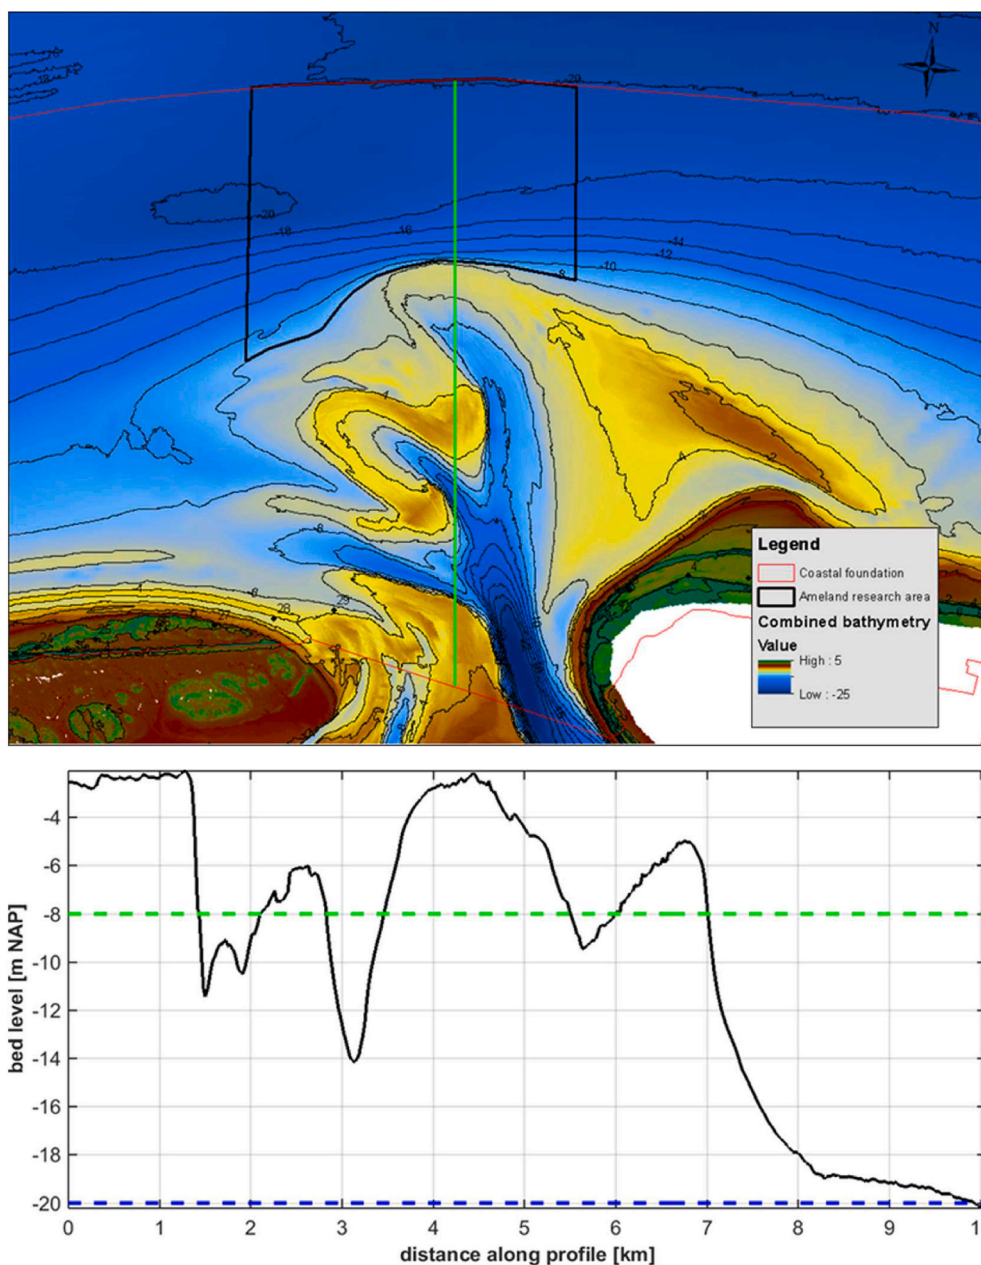 N
-20
-20
-18
-16
-14
-12
-10
-8
-8
28
29
Legend
Coastal foundation
Ameland research area
Combined bathymetry
Value
High : 5
Low : -25
-4
-6
-8
-10
-12
-14
-16
-18
-20
bed level [m NAP]
0 1 2 3 4 5 6 7 8 9 1
distance along profile [km]